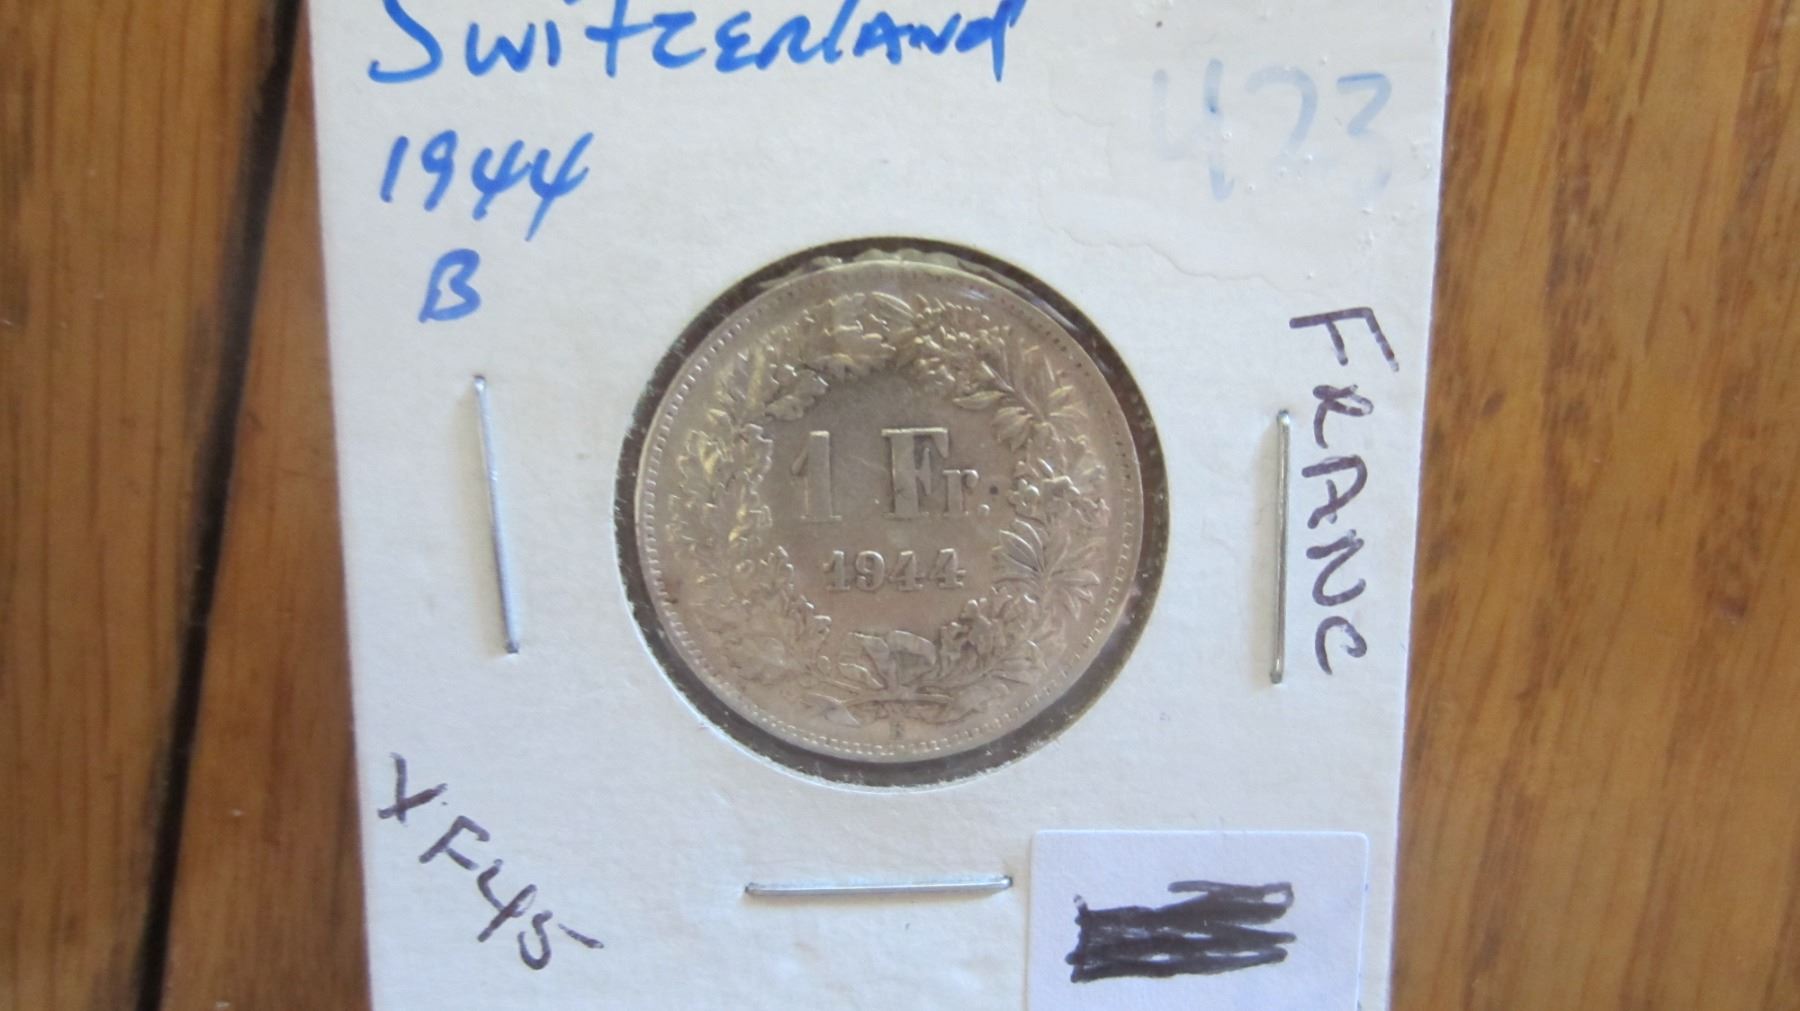 Switzerland
423
1944
B
FRANC
1 Fr.
1944
B
XF45